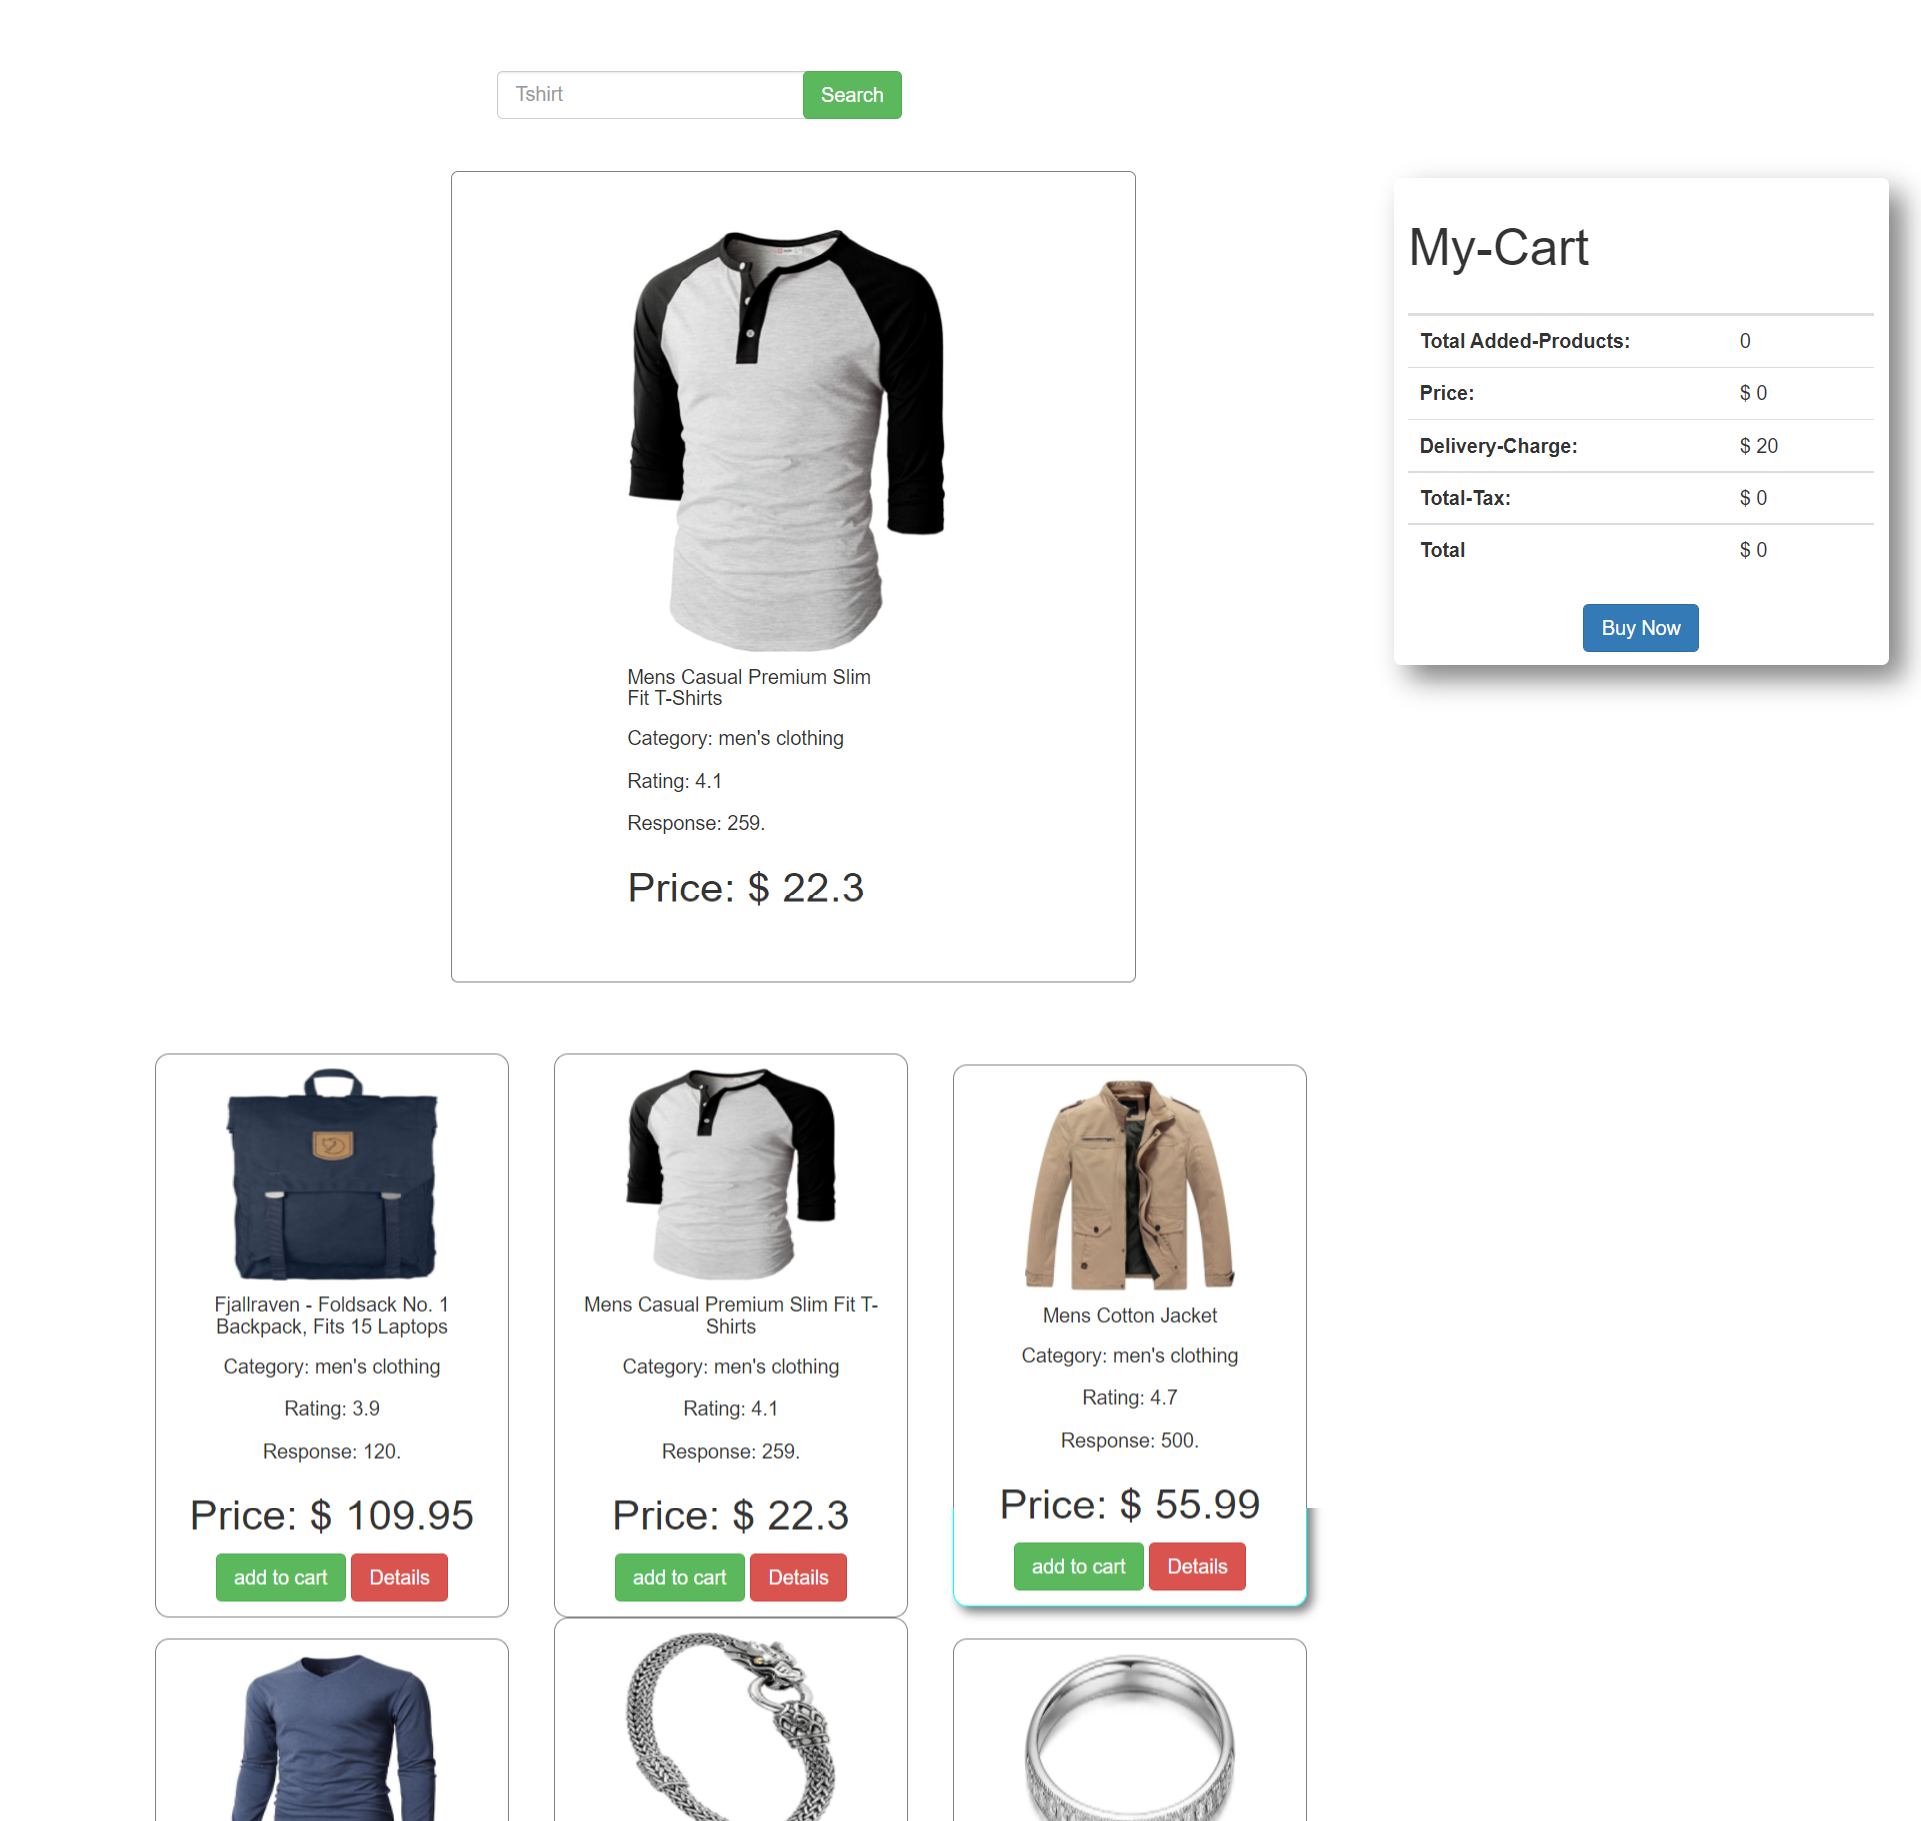 Tshirt
Search
My-Cart
Total Added-Products: 0
Price: $ 0
Delivery-Charge: $ 20
Total-Tax: $ 0
Total $ 0
Buy Now
Mens Casual Premium Slim
Fit T-Shirts
Category: men's clothing
Rating: 4.1
Response: 259.
Price: $ 22.3
Fjallraven - Foldsack No. 1
Backpack, Fits 15 Laptops
Category: men's clothing
Rating: 3.9
Response: 120.
Price: $ 109.95
add to cart
Details
Mens Casual Premium Slim Fit T-
Shirts
Category: men's clothing
Rating: 4.1
Response: 259.
Price: $ 22.3
add to cart
Details
Mens Cotton Jacket
Category: men's clothing
Rating: 4.7
Response: 500.
Price: $ 55.99
add to cart
Details